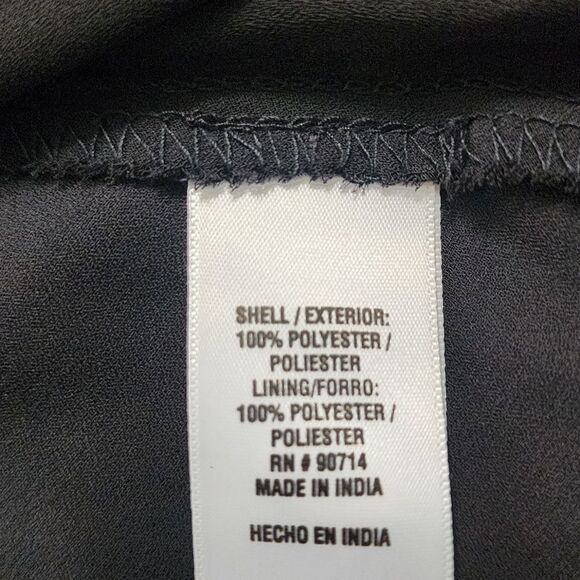 SHELL / EXTERIOR:
100% POLYESTER /
POLIESTER
LINING/FORRO:
100% POLYESTER /
POLIESTER
RN # 90714
MADE IN INDIA
HECHO EN INDIA